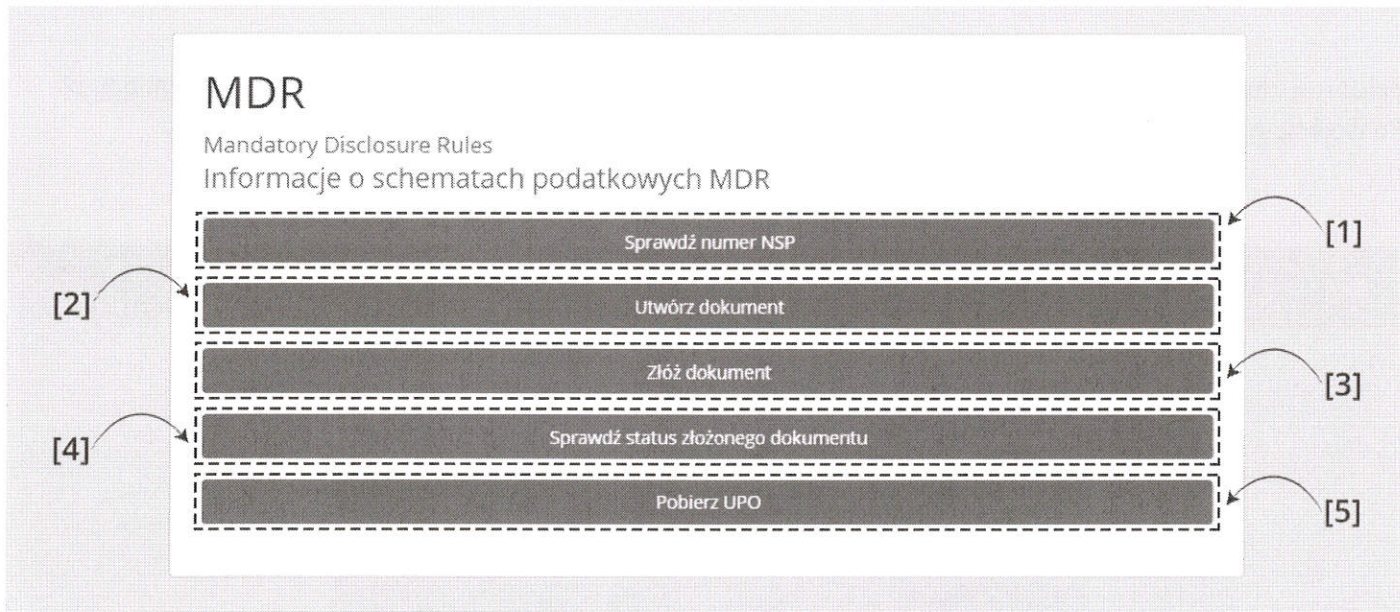 MDR
Mandatory Disclosure Rules
Informacje o schematach podatkowych MDR
Sprawdź numer NSP
[1]
[2]
Utwórz dokument
Złóż dokument
[3]
[4]
Sprawdź status złożonego dokumentu
Pobierz UPO
[5]